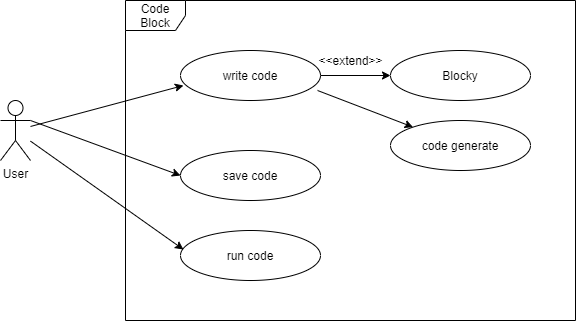 Code
Block
<<extend>>
write code
Blocky
code generate
User
save code
run code